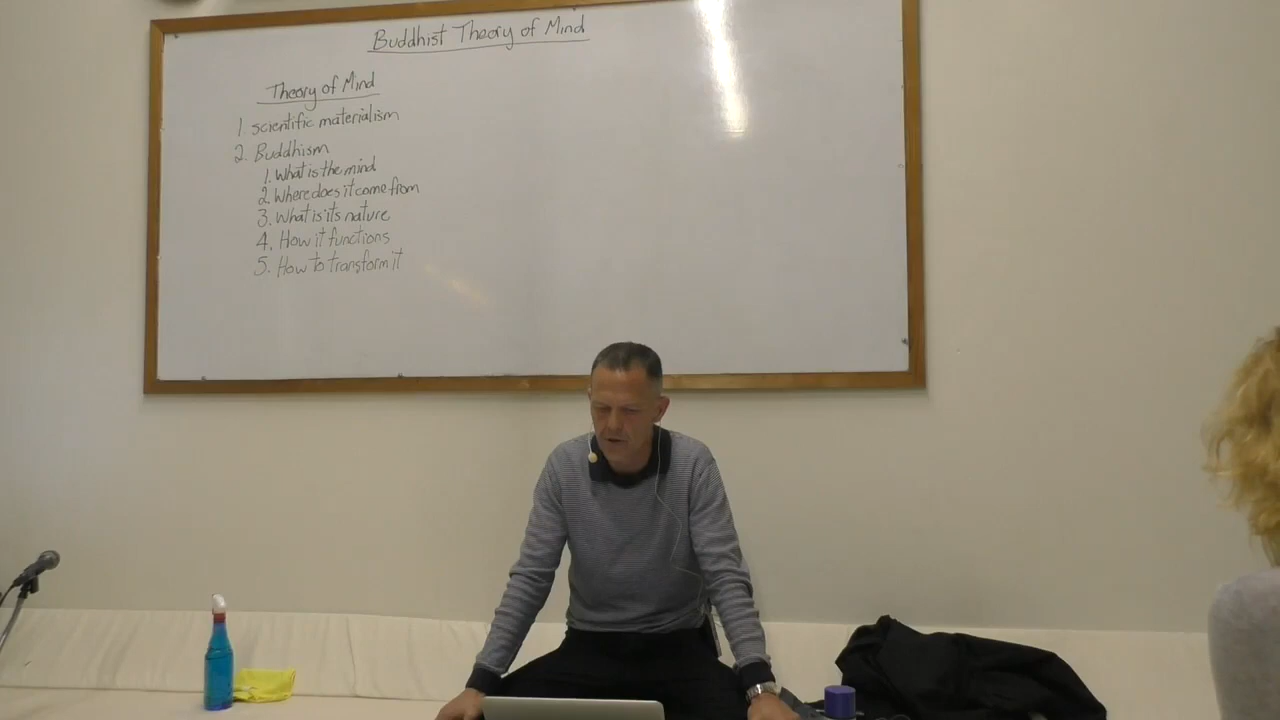 Buddhist Theory of Mind
Theory of Mind
1. scientific materialism
2. Buddhism
1. What is the mind
2. Where does it come from
3. What is its nature
4. How it functions
5. How to transform it